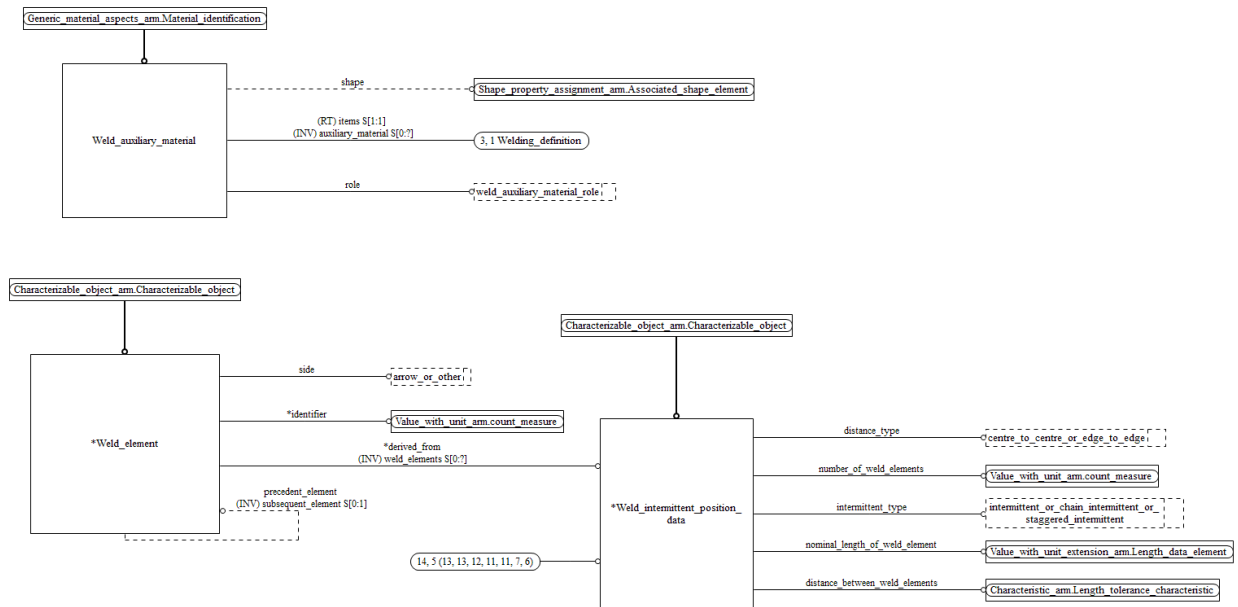 Generic_material_aspects_arm.Material_identification
shape
Shape_property_assignment_arm.Associated_shape_element
(RT) items S[1:1]
(INV) auxiliary_material S[0:?]
Weld_auxiliary_material
3, 1 Welding_definition
role
weld_auxiliary_material_role
Characterizable_object_arm.Characterizable_object
Characterizable_object_arm.Characterizable_object
side
arrow_or_other
*identifier
Value_with_unit_arm.count_measure
*Weld_element
*derived_from
(INV) weld_elements S[0:?]
precedent_element
(INV) subsequent_element S[0:1]
distance_type
centre_to_centre_or_edge_to_edge
number_of_weld_elements
Value_with_unit_arm.count_measure
*Weld_intermittent_position_
data
intermittent_type
intermittent_or_chain_intermittent_or_
staggered_intermittent
nominal_length_of_weld_element
Value_with_unit_extension_arm.Length_data_element
14, 5 (13, 13, 12, 11, 11, 7, 6)
distance_between_weld_elements
Characteristic_arm.Length_tolerance_characteristic